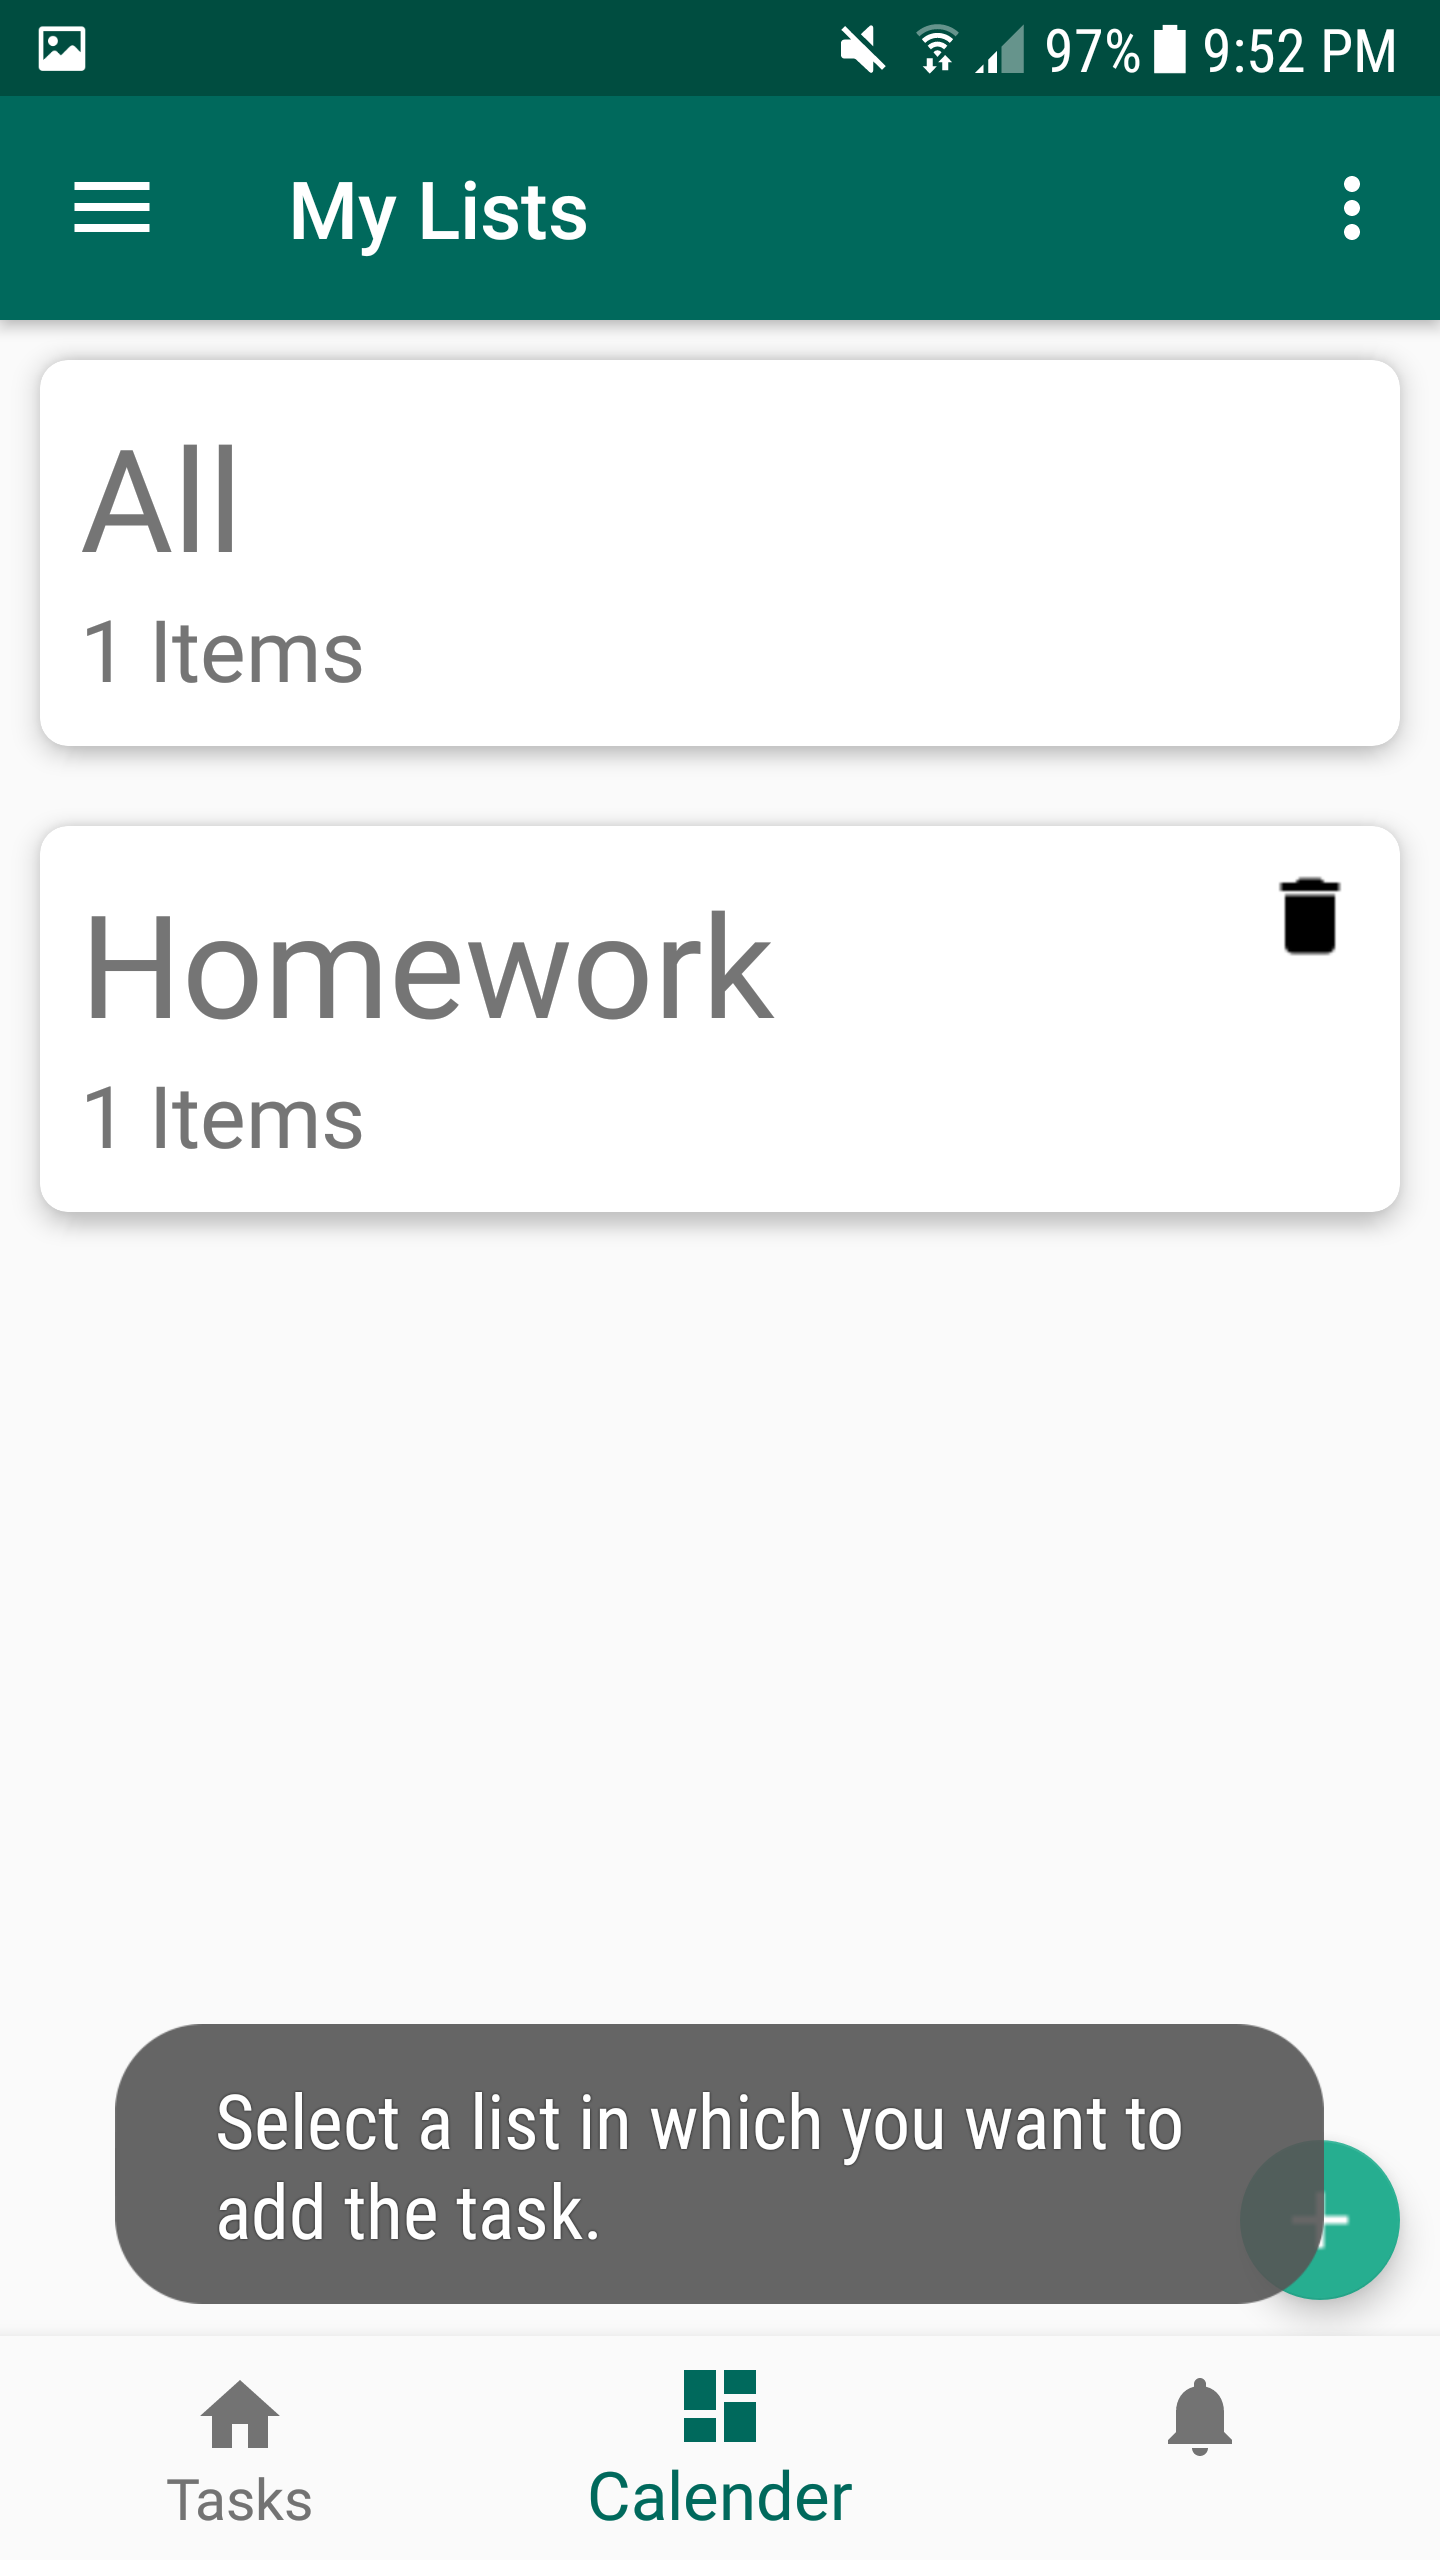 97% 9:52 PM
My Lists
All
1 Items
Homework
1 Items
Select a list in which you want to
add the task.
Tasks
Calender